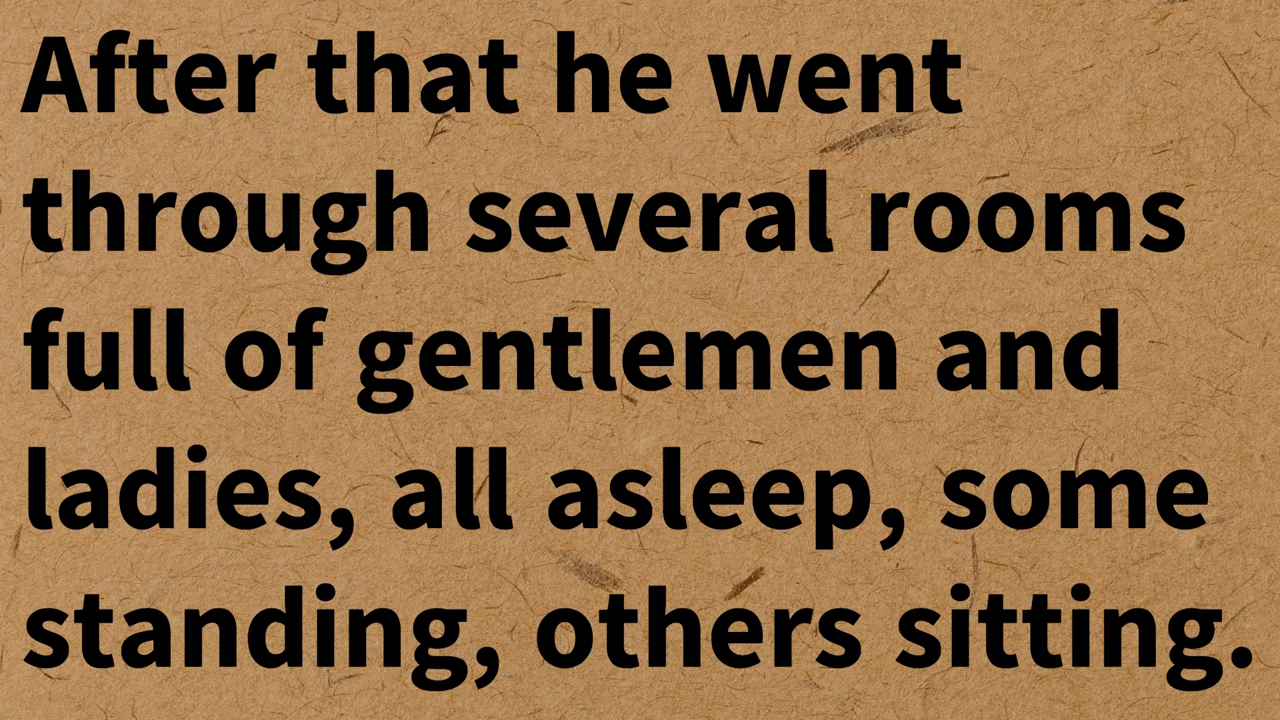 After that he went
through several rooms
full of gentlemen and
ladies, all asleep, some
standing, others sitting.